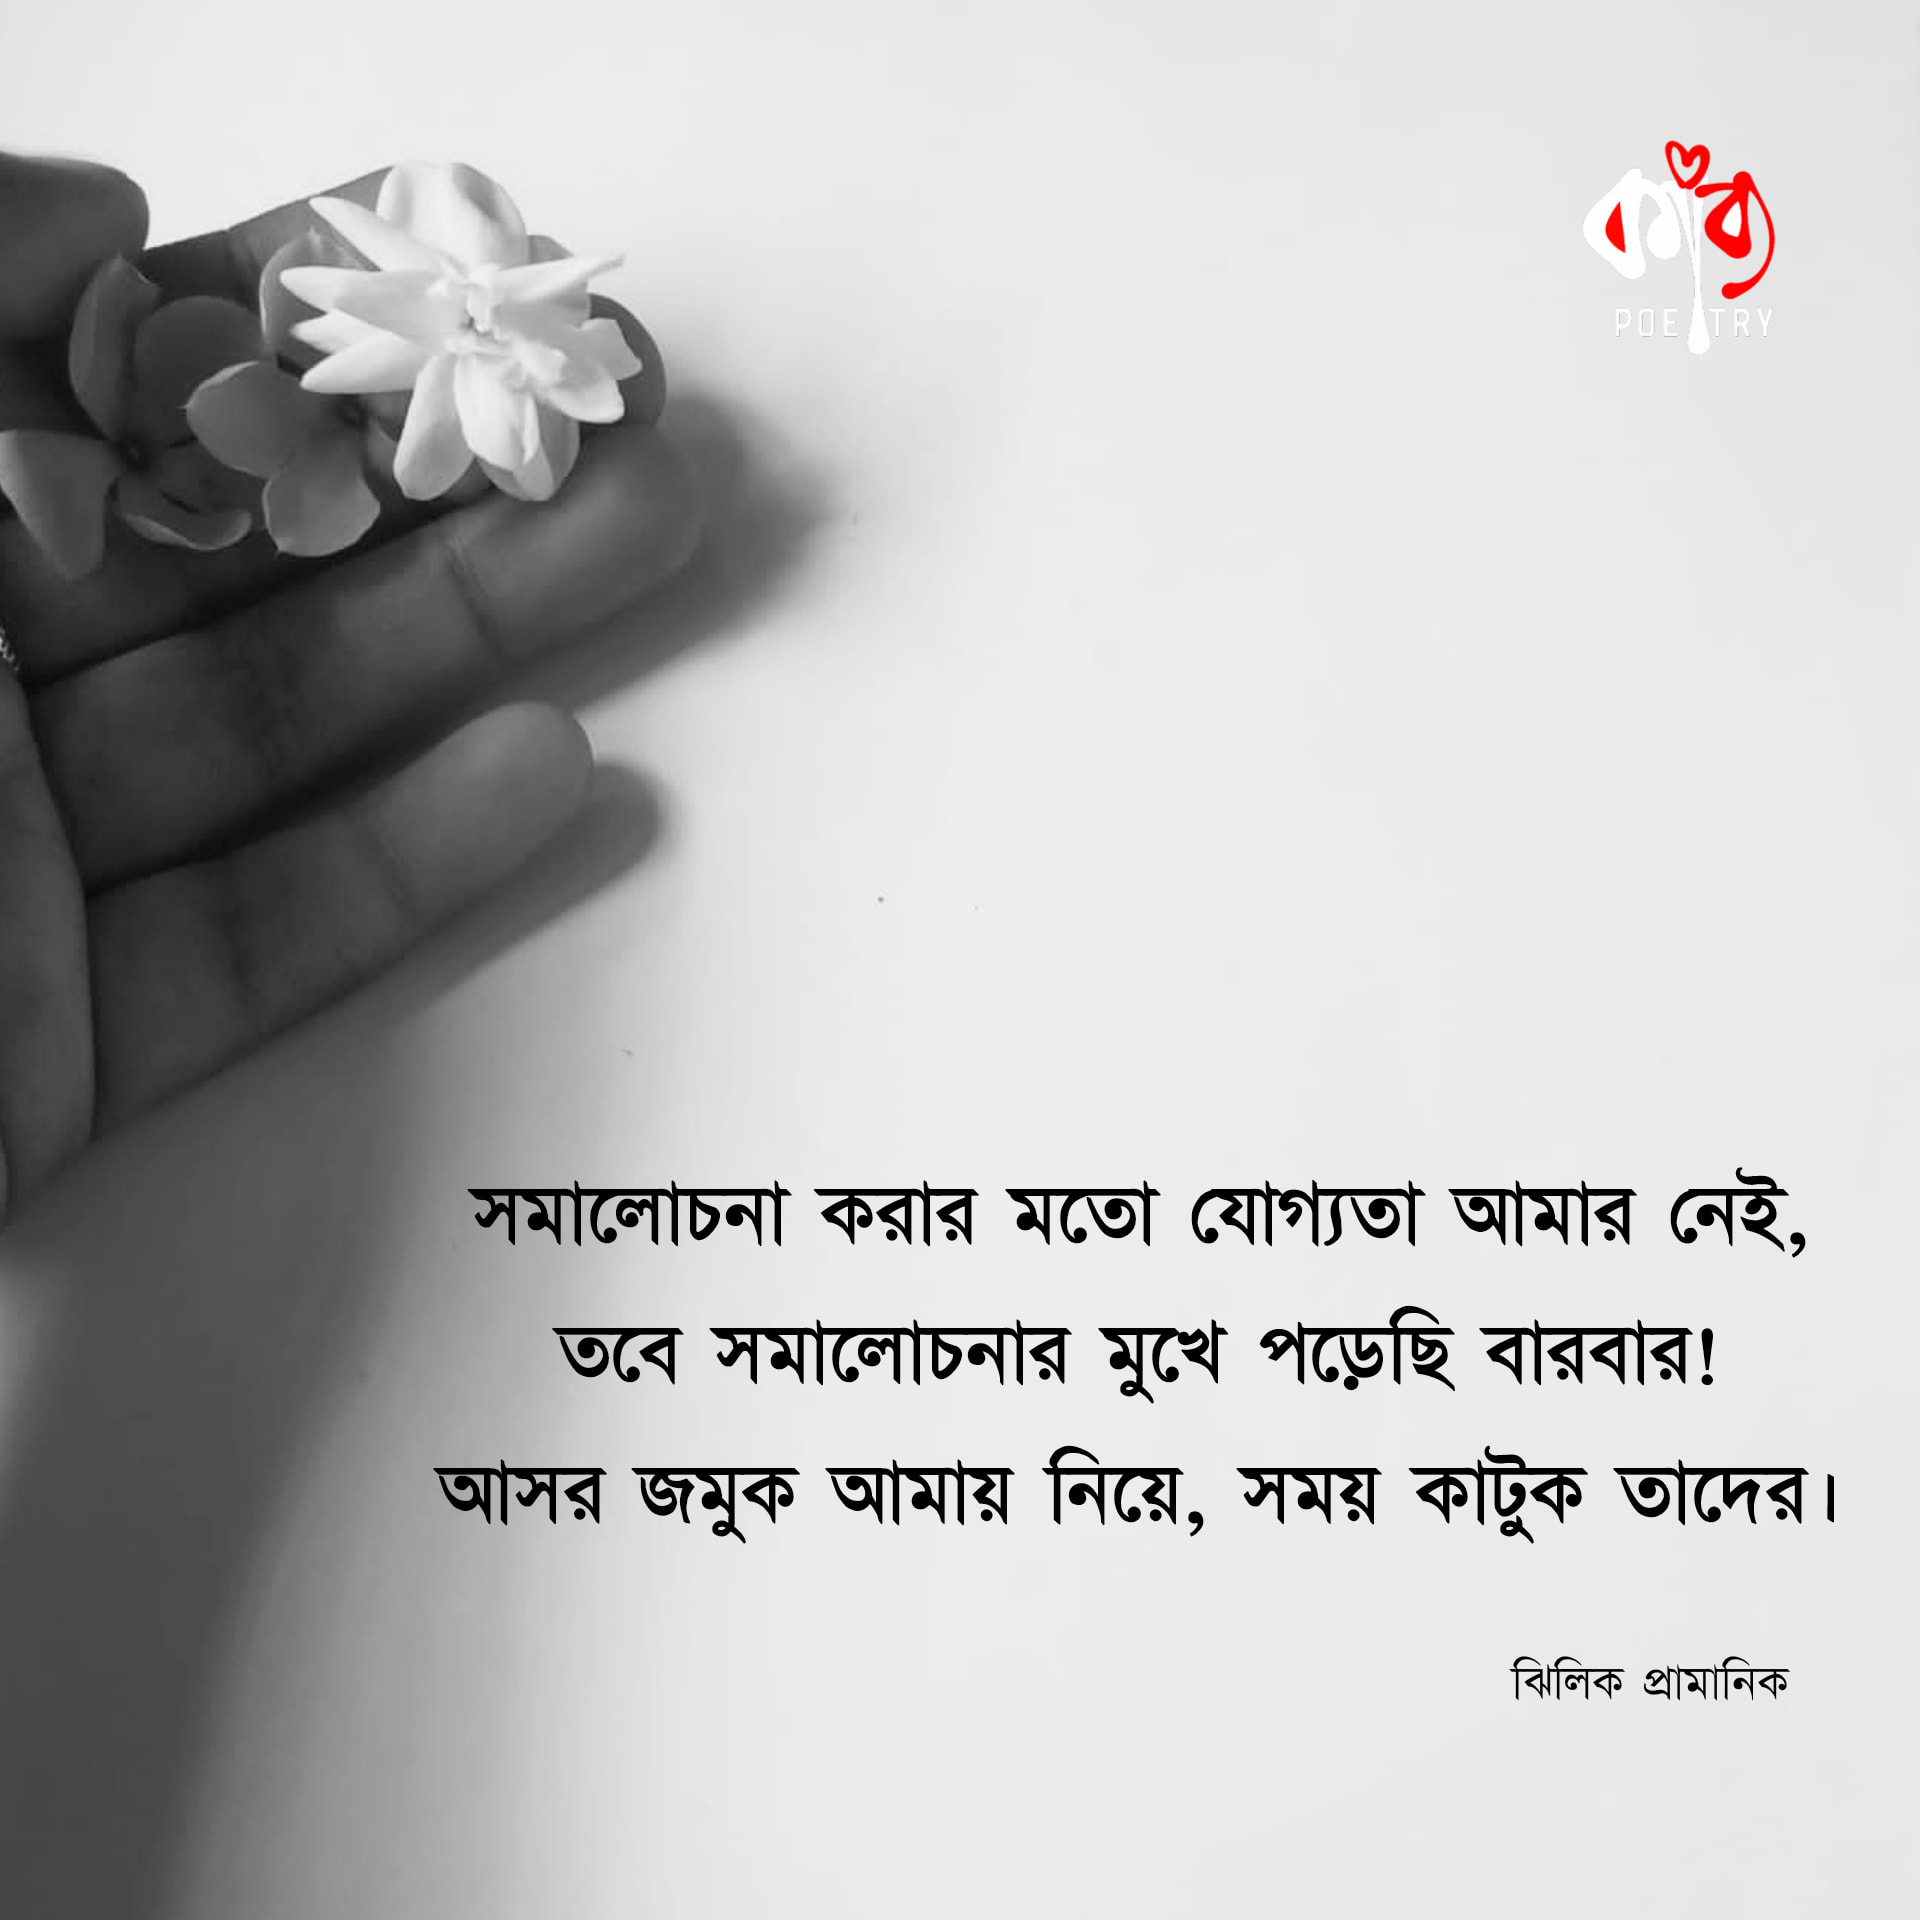 কাব্য
POETRY
সমালোচনা করার মতো যোগ্যতা আমার নেই,
তবে সমালোচনার মুখে পড়েছি বারবার!
আসর জমুক আমায় নিয়ে, সময় কাটুক তাদের।
ঝিলিক প্রামানিক